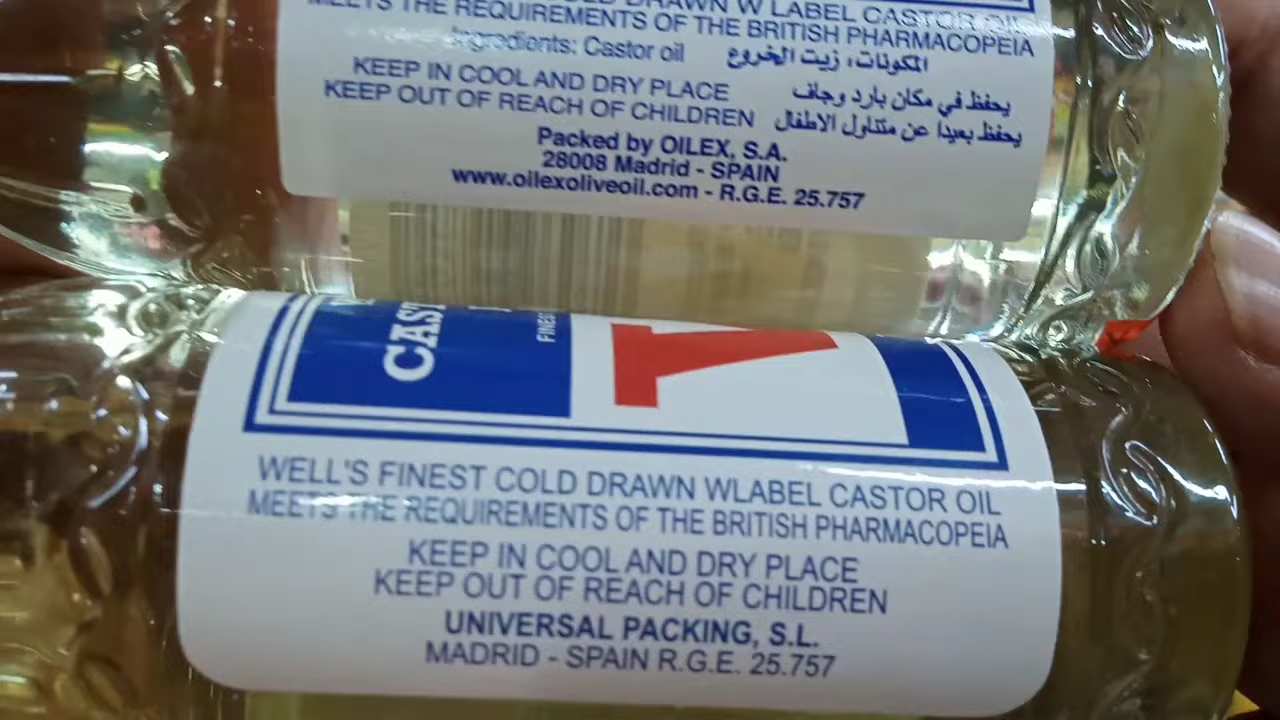 DRAWN W LABEL CASTOR OIL
MEETS THE REQUIREMENTS OF THE BRITISH PHARMACOPEIA
Ingredients: Castor oil المكونات، زيت الخروع
KEEP IN COOL AND DRY PLACE يحفظ في مكان بارد وجاف
KEEP OUT OF REACH OF CHILDREN يحفظ بعيدا عن متناول الاطفال
Packed by OILEX, S.A.
28008 Madrid - SPAIN
www.oilexoliveoil.com - R.G.E. 25.757
WELL'S FINEST COLD DRAWN WLABEL CASTOR OIL
MEETS THE REQUIREMENTS OF THE BRITISH PHARMACOPEIA
KEEP IN COOL AND DRY PLACE
KEEP OUT OF REACH OF CHILDREN
UNIVERSAL PACKING, S.L.
MADRID - SPAIN R.G.E. 25.757